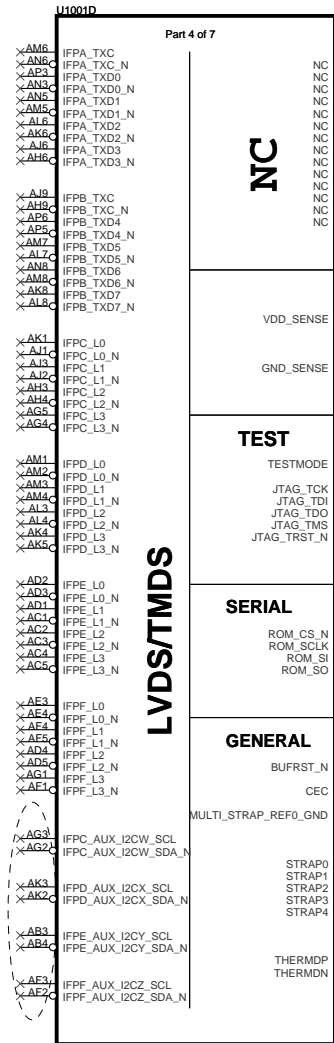 U1001D
Part 4 of 7
AM6 IFPA_TXC
AN6 IFPA_TXC_N
AP3 IFPA_TXD0
AN3 IFPA_TXD0_N
AN5 IFPA_TXD1
AM5 IFPA_TXD1_N
AL6 IFPA_TXD2
AK6 IFPA_TXD2_N
AJ6 IFPA_TXD3
AH6 IFPA_TXD3_N
AJ9 IFPB_TXC
AH9 IFPB_TXC_N
AP6 IFPB_TXD4
AP5 IFPB_TXD4_N
AM7 IFPB_TXD5
AL7 IFPB_TXD5_N
AN8 IFPB_TXD6
AM8 IFPB_TXD6_N
AK8 IFPB_TXD7
AL8 IFPB_TXD7_N
AK1 IFPC_L0
AJ1 IFPC_L0_N
AJ3 IFPC_L1
AJ2 IFPC_L1_N
AH3 IFPC_L2
AH4 IFPC_L2_N
AG5 IFPC_L3
AG4 IFPC_L3_N
AM1 IFPD_L0
AM2 IFPD_L0_N
AM3 IFPD_L1
AM4 IFPD_L1_N
AL3 IFPD_L2
AL4 IFPD_L2_N
AK4 IFPD_L3
AK5 IFPD_L3_N
AD2 IFPE_L0
AD3 IFPE_L0_N
AD1 IFPE_L1
AC1 IFPE_L1_N
AC2 IFPE_L2
AC3 IFPE_L2_N
AC4 IFPE_L3
AC5 IFPE_L3_N
AE3 IFPF_L0
AE4 IFPF_L0_N
AF4 IFPF_L1
AF5 IFPF_L1_N
AD4 IFPF_L2
AD5 IFPF_L2_N
AG1 IFPF_L3
AF1 IFPF_L3_N
AG3 IFPC_AUX_I2CW_SCL
AG2 IFPC_AUX_I2CW_SDA_N
AK3 IFPD_AUX_I2CX_SCL
AK2 IFPD_AUX_I2CX_SDA_N
AB3 IFPE_AUX_I2CY_SCL
AB4 IFPE_AUX_I2CY_SDA_N
AF3 IFPF_AUX_I2CZ_SCL
AF2 IFPF_AUX_I2CZ_SDA_N
LVDS/TMDS
NC
NC
NC
NC
NC
NC
NC
NC
NC
NC
VDD_SENSE
GND_SENSE
TEST
TESTMODE
JTAG_TCK
JTAG_TDI
JTAG_TDO
JTAG_TMS
JTAG_TRST_N
SERIAL
ROM_CS_N
ROM_SCLK
ROM_SI
ROM_SO
GENERAL
BUFRST_N
CEC
MULTI_STRAP_REF0_GND
STRAP0
STRAP1
STRAP2
STRAP3
STRAP4
THERMDP
THERMDN